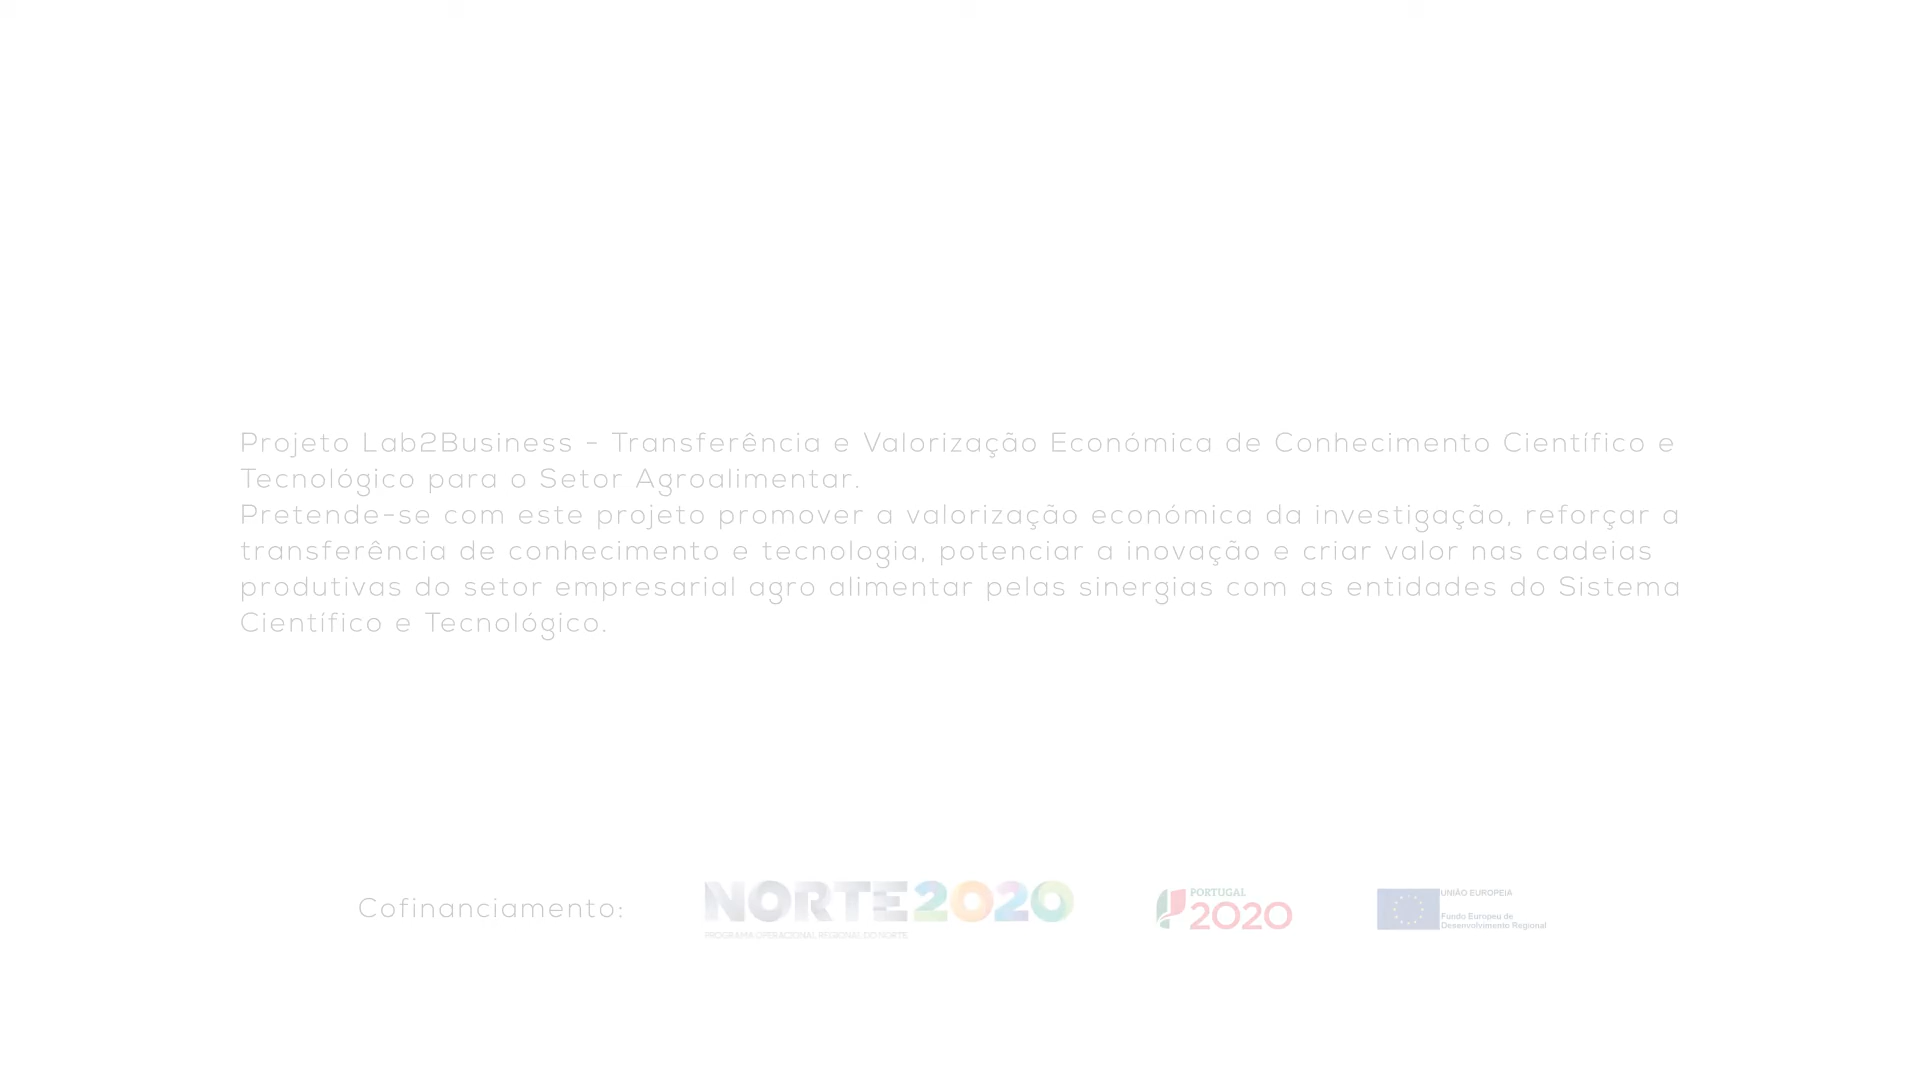 Projeto Lab2Business - Transferência e Valorização Económica de Conhecimento Científico e
Tecnológico para o Setor Agroalimentar.
Pretende-se com este projeto promover a valorização económica da investigação, reforçar a
transferência de conhecimento e tecnologia, potenciar a inovação e criar valor nas cadeias
produtivas do setor empresarial agro alimentar pelas sinergias com as entidades do Sistema
Científico e Tecnológico.
Cofinanciamento:
NORTE2020
PROGRAMA OPERACIONAL REGIONAL DO NORTE
PORTUGAL
2020
UNIÃO EUROPEIA
Fundo Europeu de
Desenvolvimento Regional